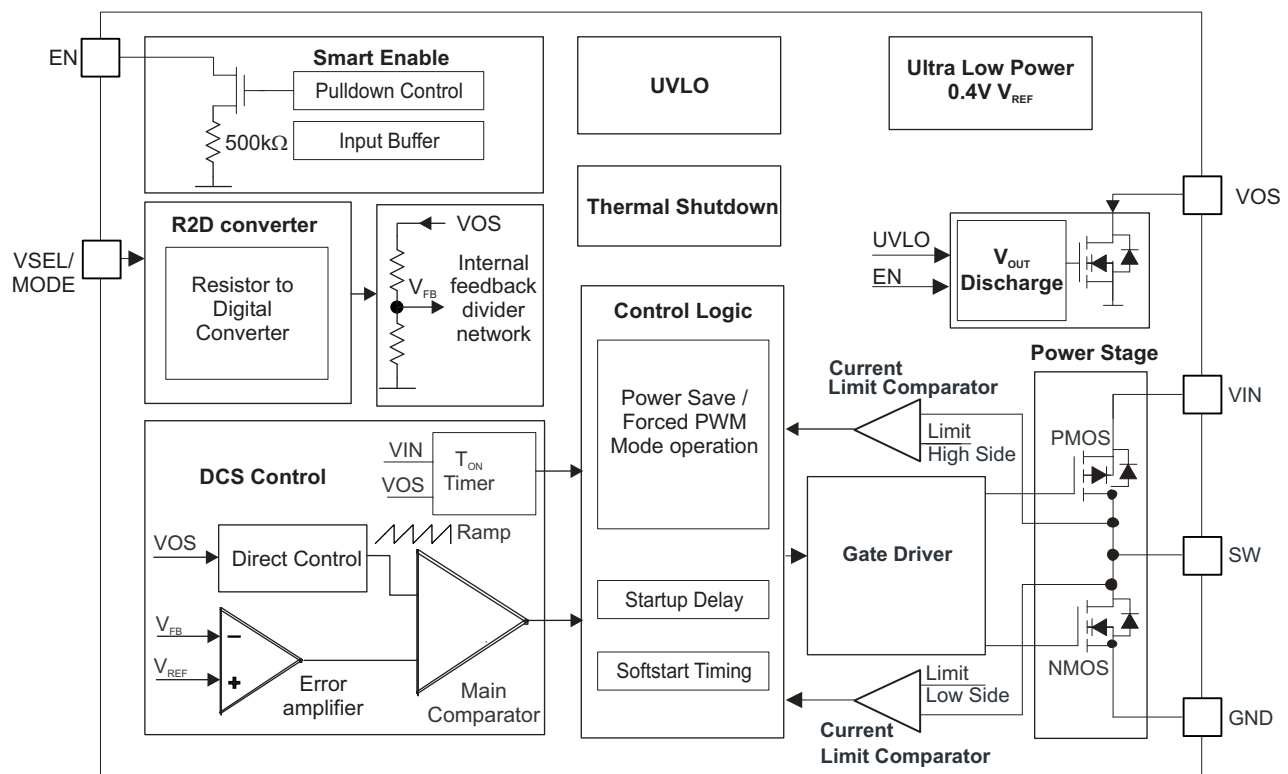 EN
Smart Enable
Pulldown Control
500kΩ
Input Buffer
UVLO
Ultra Low Power
0.4V VREF
Thermal Shutdown
VOS
UVLO
EN
VOUT
Discharge
VSEL/
MODE
R2D converter
Resistor to
Digital
Converter
VOS
VFB
Internal
feedback
divider
network
Control Logic
Power Save /
Forced PWM
Mode operation
Startup Delay
Softstart Timing
Current
Limit Comparator
Limit
High Side
Power Stage
PMOS
VIN
DCS Control
VIN
VOS
TON
Timer
Ramp
VOS
Direct Control
VFB
−
VREF
+
Error
amplifier
Main
Comparator
Gate Driver
SW
NMOS
Limit
Low Side
Current
Limit Comparator
GND